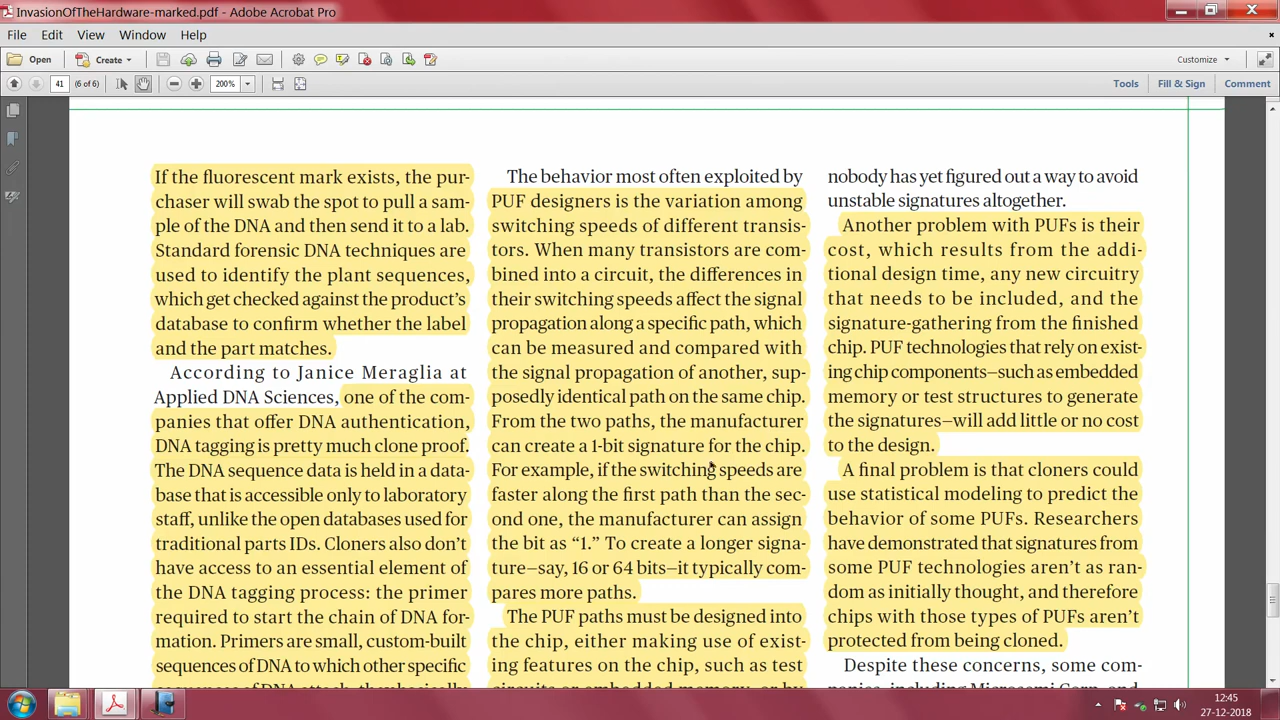 InvasionOfTheHardware-marked.pdf - Adobe Acrobat Pro
File Edit View Window Help
Open Create Customize
41 (6 of 6) 200% Tools Fill & Sign Comment
If the fluorescent mark exists, the pur-
chaser will swab the spot to pull a sam-
ple of the DNA and then send it to a lab.
Standard forensic DNA techniques are
used to identify the plant sequences,
which get checked against the product's
database to confirm whether the label
and the part matches.
According to Janice Meraglia at
Applied DNA Sciences, one of the com-
panies that offer DNA authentication,
DNA tagging is pretty much clone proof.
The DNA sequence data is held in a data-
base that is accessible only to laboratory
staff, unlike the open databases used for
traditional parts IDs. Cloners also don't
have access to an essential element of
the DNA tagging process: the primer
required to start the chain of DNA for-
mation. Primers are small, custom-built
sequences of DNA to which other specific
The behavior most often exploited by
PUF designers is the variation among
switching speeds of different transis-
tors. When many transistors are com-
bined into a circuit, the differences in
their switching speeds affect the signal
propagation along a specific path, which
can be measured and compared with
the signal propagation of another, sup-
posedly identical path on the same chip.
From the two paths, the manufacturer
can create a 1-bit signature for the chip.
For example, if the switching speeds are
faster along the first path than the sec-
ond one, the manufacturer can assign
the bit as “1.” To create a longer signa-
ture—say, 16 or 64 bits—it typically com-
pares more paths.
The PUF paths must be designed into
the chip, either making use of exist-
ing features on the chip, such as test
circuits or embedded memory, or by
nobody has yet figured out a way to avoid
unstable signatures altogether.
Another problem with PUFs is their
cost, which results from the addi-
tional design time, any new circuitry
that needs to be included, and the
signature-gathering from the finished
chip. PUF technologies that rely on exist-
ing chip components—such as embedded
memory or test structures to generate
the signatures—will add little or no cost
to the design.
A final problem is that cloners could
use statistical modeling to predict the
behavior of some PUFs. Researchers
have demonstrated that signatures from
some PUF technologies aren't as ran-
dom as initially thought, and therefore
chips with those types of PUFs aren't
protected from being cloned.
Despite these concerns, some com-
panies, including Microsemi Corp. and
12:45
27-12-2018